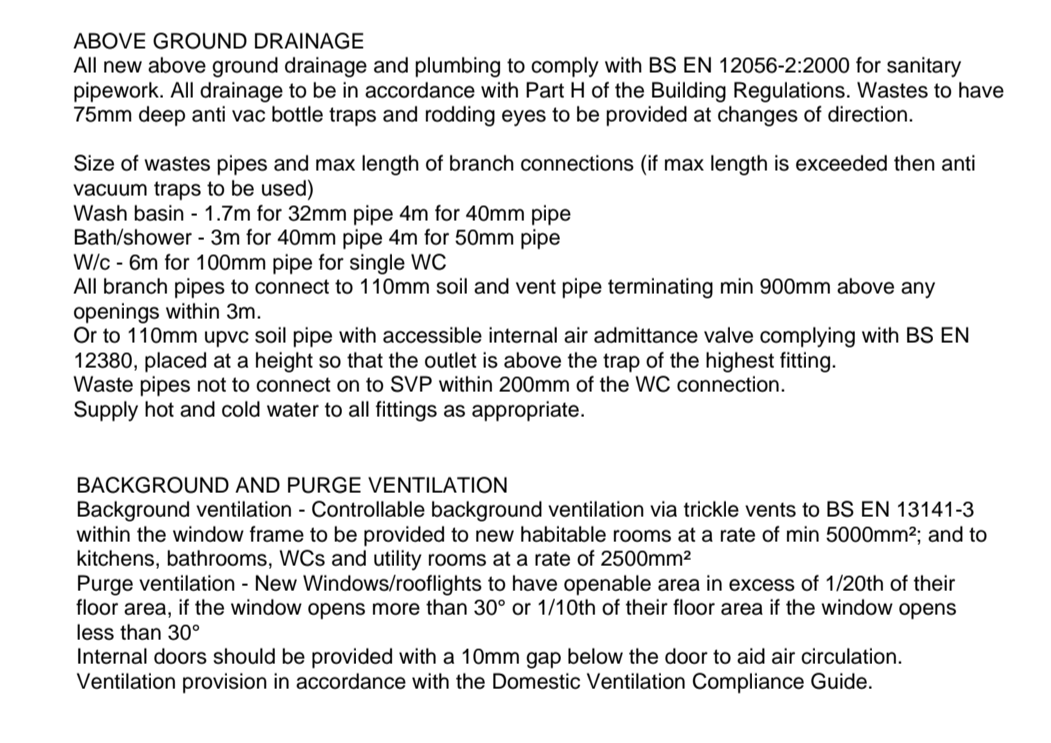 ABOVE GROUND DRAINAGE
All new above ground drainage and plumbing to comply with BS EN 12056-2:2000 for sanitary
pipework. All drainage to be in accordance with Part H of the Building Regulations. Wastes to have
75mm deep anti vac bottle traps and rodding eyes to be provided at changes of direction.
Size of wastes pipes and max length of branch connections (if max length is exceeded then anti
vacuum traps to be used)
Wash basin - 1.7m for 32mm pipe 4m for 40mm pipe
Bath/shower - 3m for 40mm pipe 4m for 50mm pipe
W/c - 6m for 100mm pipe for single WC
All branch pipes to connect to 110mm soil and vent pipe terminating min 900mm above any
openings within 3m.
Or to 110mm upvc soil pipe with accessible internal air admittance valve complying with BS EN
12380, placed at a height so that the outlet is above the trap of the highest fitting.
Waste pipes not to connect on to SVP within 200mm of the WC connection.
Supply hot and cold water to all fittings as appropriate.
BACKGROUND AND PURGE VENTILATION
Background ventilation - Controllable background ventilation via trickle vents to BS EN 13141-3
within the window frame to be provided to new habitable rooms at a rate of min 5000mm²; and to
kitchens, bathrooms, WCs and utility rooms at a rate of 2500mm²
Purge ventilation - New Windows/rooflights to have openable area in excess of 1/20th of their
floor area, if the window opens more than 30° or 1/10th of their floor area if the window opens
less than 30°
Internal doors should be provided with a 10mm gap below the door to aid air circulation.
Ventilation provision in accordance with the Domestic Ventilation Compliance Guide.